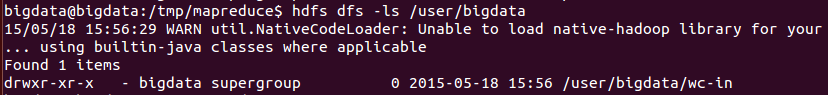 bigdata@bigdata:/tmp/mapreduce$ hdfs dfs -ls /user/bigdata
15/05/18 15:56:29 WARN util.NativeCodeLoader: Unable to load native-hadoop library for your
... using builtin-java classes where applicable
Found 1 items
drwxr-xr-x   - bigdata supergroup          0 2015-05-18 15:56 /user/bigdata/wc-in